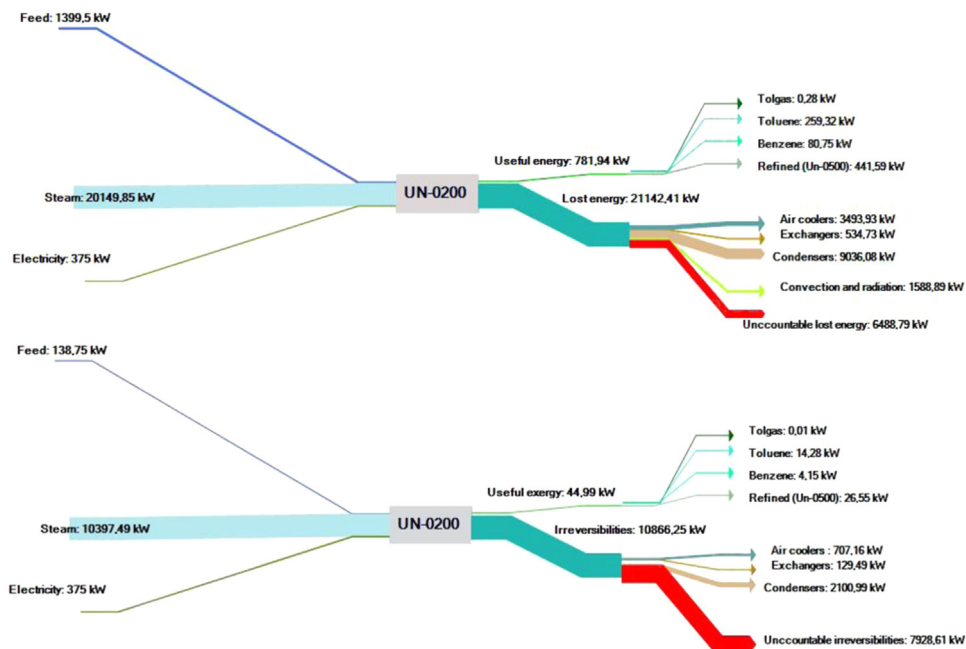 Feed: 1399,5 kW
Tolgas: 0,28 kW
Toluene: 259,32 kW
Benzene: 80,75 kW
Useful energy: 781,94 kW
Refined (Un-0500): 441,59 kW
UN-0200
Steam: 20149,85 kW
Lost energy: 21142,41 kW
Air coolers: 3493,93 kW
Exchangers: 534,73 kW
Electricity: 375 kW
Condensers: 9036,08 kW
Convection and radiation: 1588,89 kW
Unccountable lost energy: 6488,79 kW
Feed: 138,75 kW
Tolgas: 0,01 kW
Toluene: 14,28 kW
Benzene: 4,15 kW
Useful exergy: 44,99 kW
Refined (Un-0500): 26,55 kW
UN-0200
Steam: 10397,49 kW
Irreversibilities: 10866,25 kW
Air coolers : 707,16 kW
Exchangers: 129,49 kW
Electricity: 375 kW
Condensers: 2100,99 kW
Unccountable irreversibilities: 7928,61 kW